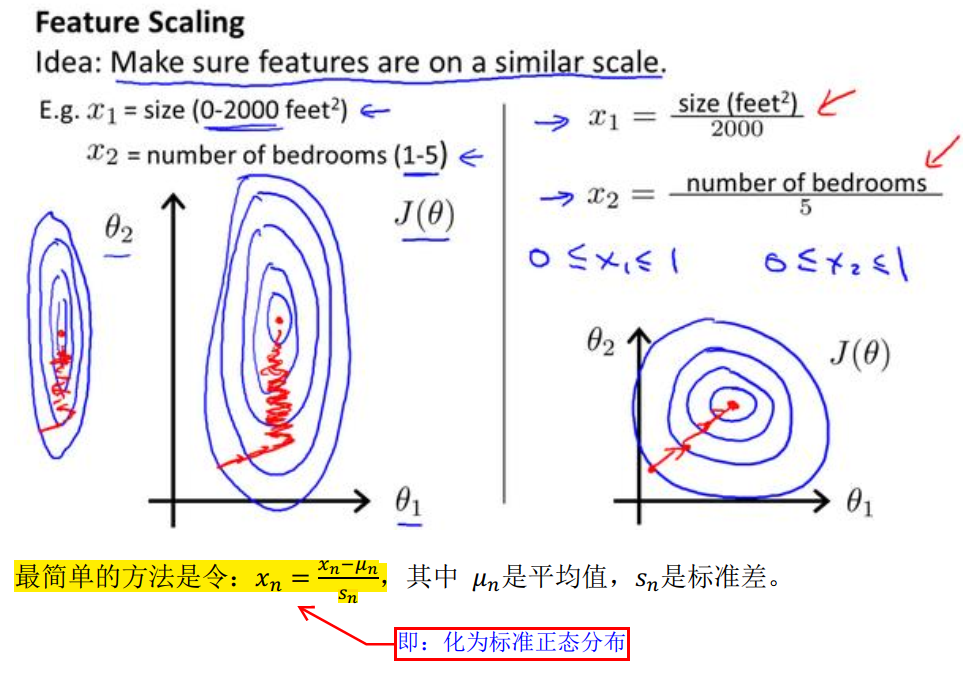 Feature Scaling
Idea: Make sure features are on a similar scale.
E.g. x₁ = size (0-2000 feet²) ←
x₂ = number of bedrooms (1-5) ←
θ₂
J(θ)
θ₁
→ x₁ = size (feet²) / 2000
→ x₂ = number of bedrooms / 5
0 ≤ x₁ ≤ 1 0 ≤ x₂ ≤ 1
θ₂
J(θ)
θ₁
最简单的方法是令：xₙ = (xₙ−μₙ)/sₙ，其中 μₙ是平均值，sₙ是标准差。
即：化为标准正态分布